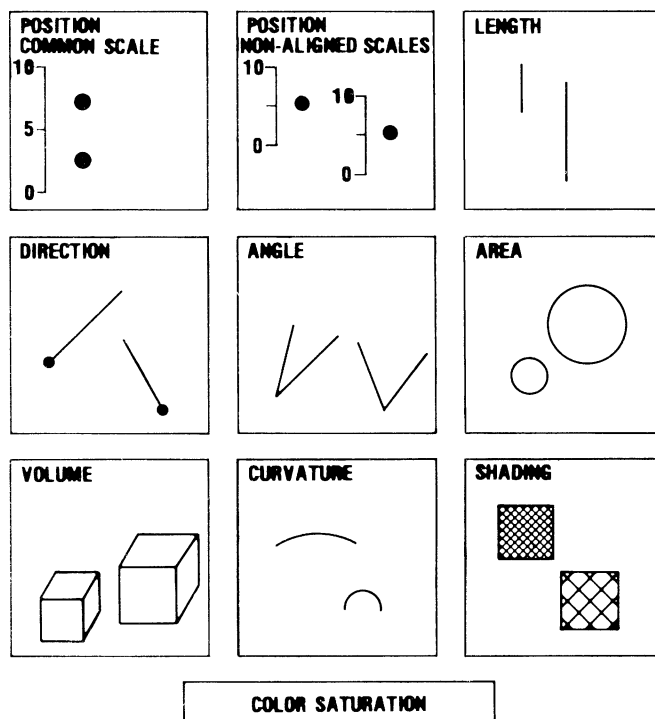 POSITION
COMMON SCALE
10
5
0
POSITION
NON-ALIGNED SCALES
10
0
10
0
LENGTH
DIRECTION
ANGLE
AREA
VOLUME
CURVATURE
SHADING
COLOR SATURATION